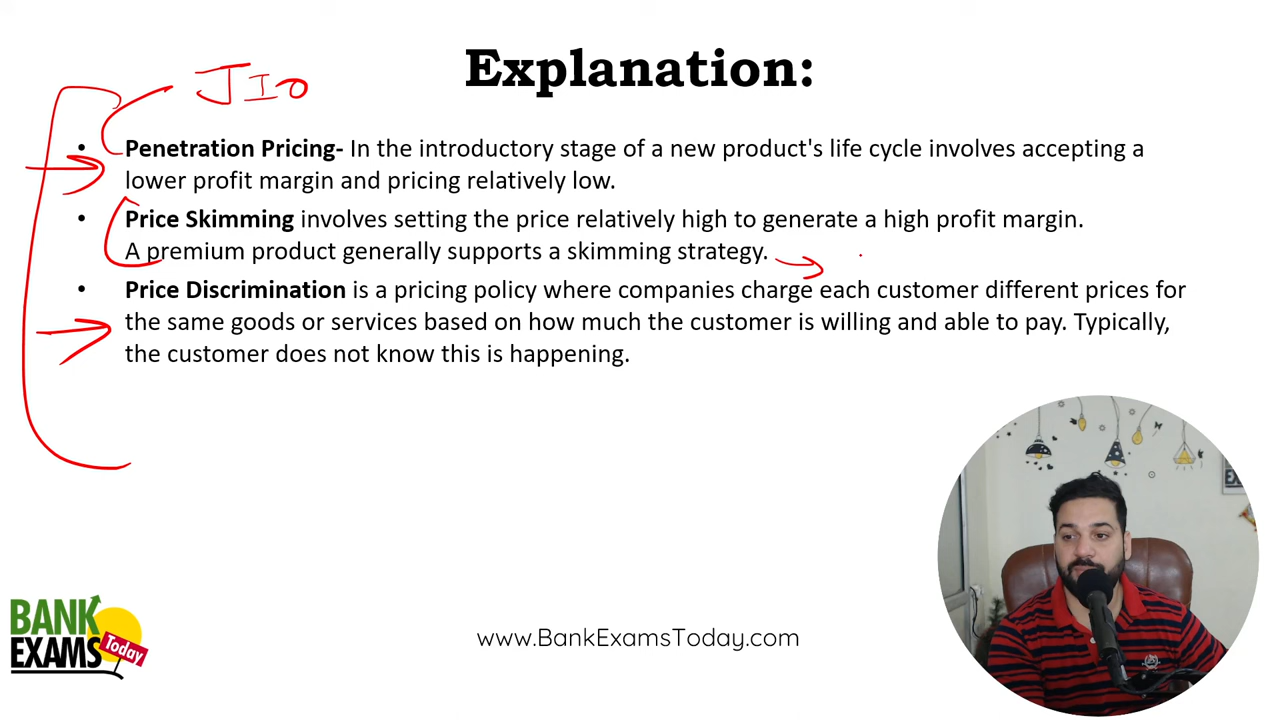 Explanation:
JIO
• Penetration Pricing- In the introductory stage of a new product's life cycle involves accepting a
lower profit margin and pricing relatively low.
• Price Skimming involves setting the price relatively high to generate a high profit margin.
A premium product generally supports a skimming strategy.
• Price Discrimination is a pricing policy where companies charge each customer different prices for
the same goods or services based on how much the customer is willing and able to pay. Typically,
the customer does not know this is happening.
BANK
EXAMS
Today
www.BankExamsToday.com